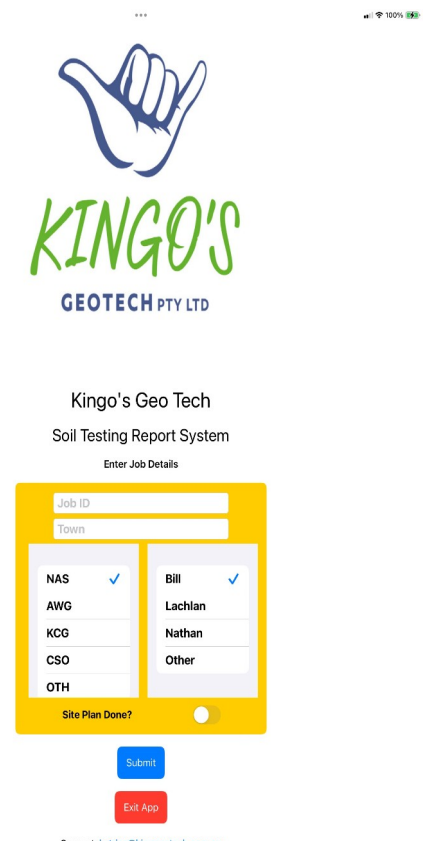 100%
KINGO'S
GEOTECH PTY LTD
Kingo's Geo Tech
Soil Testing Report System
Enter Job Details
Job ID
Town
NAS
AWG
KCG
CSO
OTH
Bill
Lachlan
Nathan
Other
Site Plan Done?
Submit
Exit App